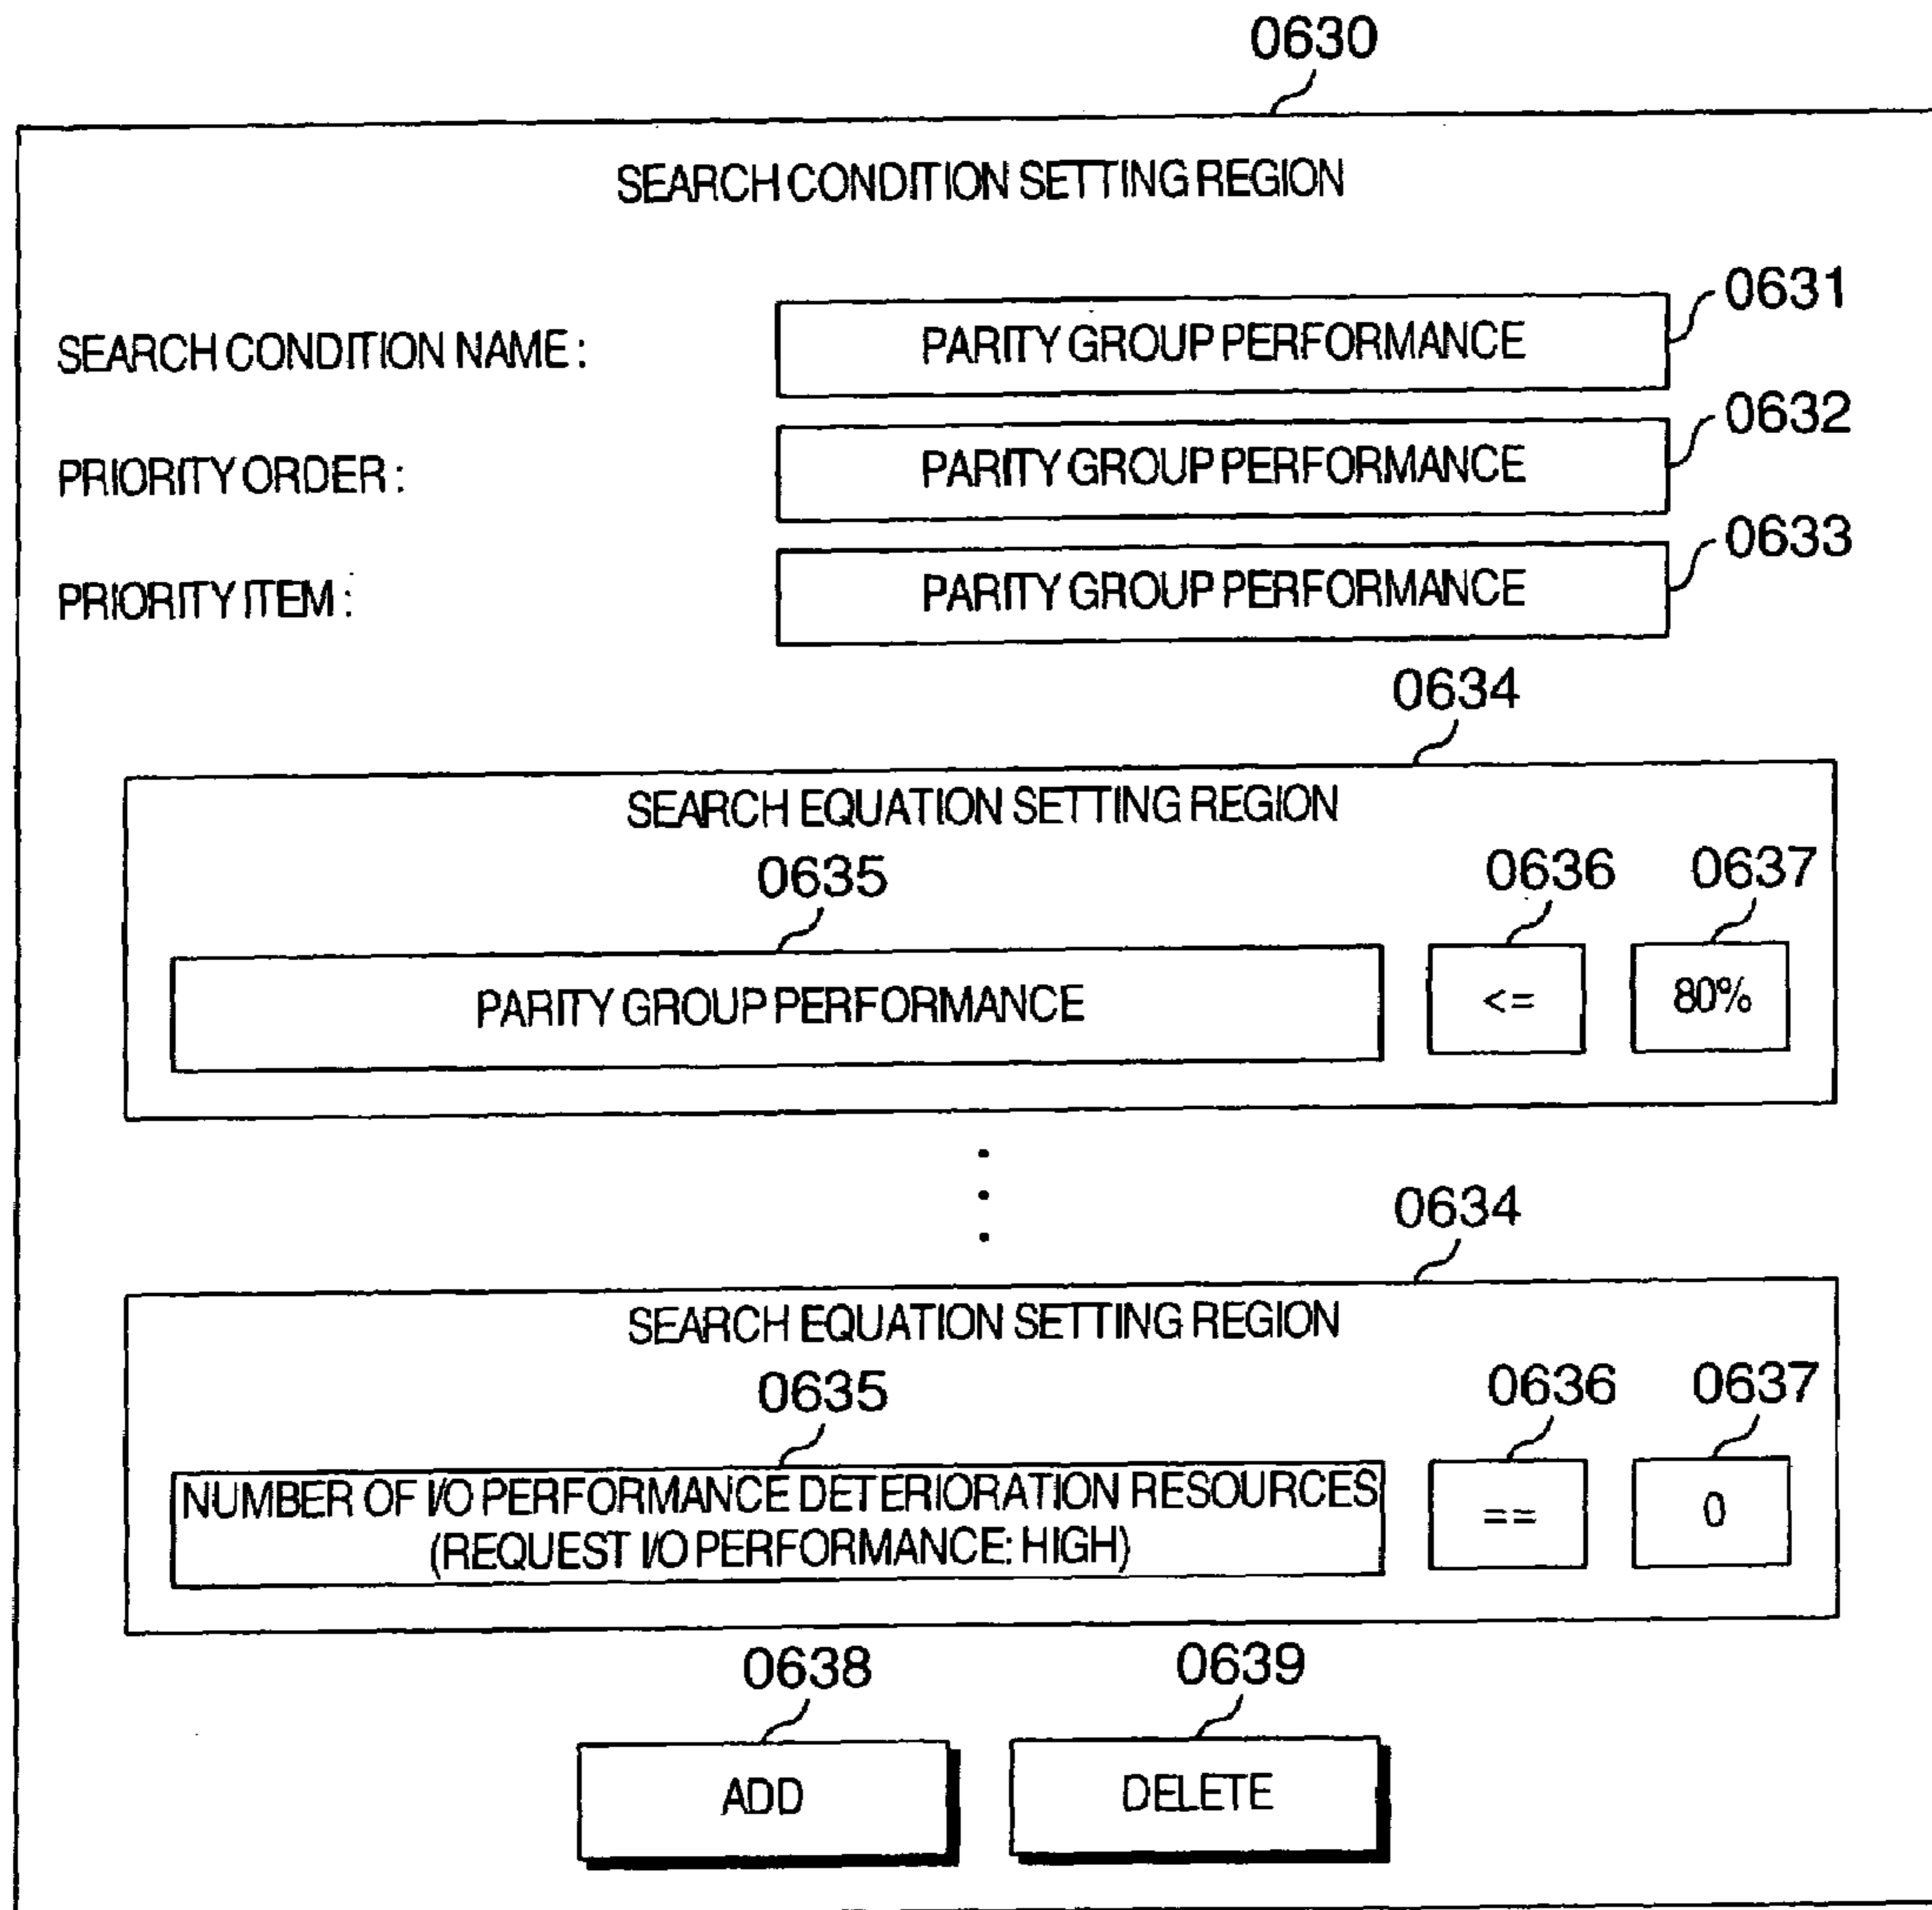 0630
SEARCH CONDITION SETTING REGION
SEARCH CONDITION NAME : PARITY GROUP PERFORMANCE 0631
PRIORITY ORDER : PARITY GROUP PERFORMANCE 0632
PRIORITY ITEM : PARITY GROUP PERFORMANCE 0633
0634
SEARCH EQUATION SETTING REGION
0635 0636 0637
PARITY GROUP PERFORMANCE <= 80%
0634
SEARCH EQUATION SETTING REGION
0635 0636 0637
NUMBER OF I/O PERFORMANCE DETERIORATION RESOURCES
(REQUEST I/O PERFORMANCE: HIGH) == 0
0638 0639
ADD DELETE